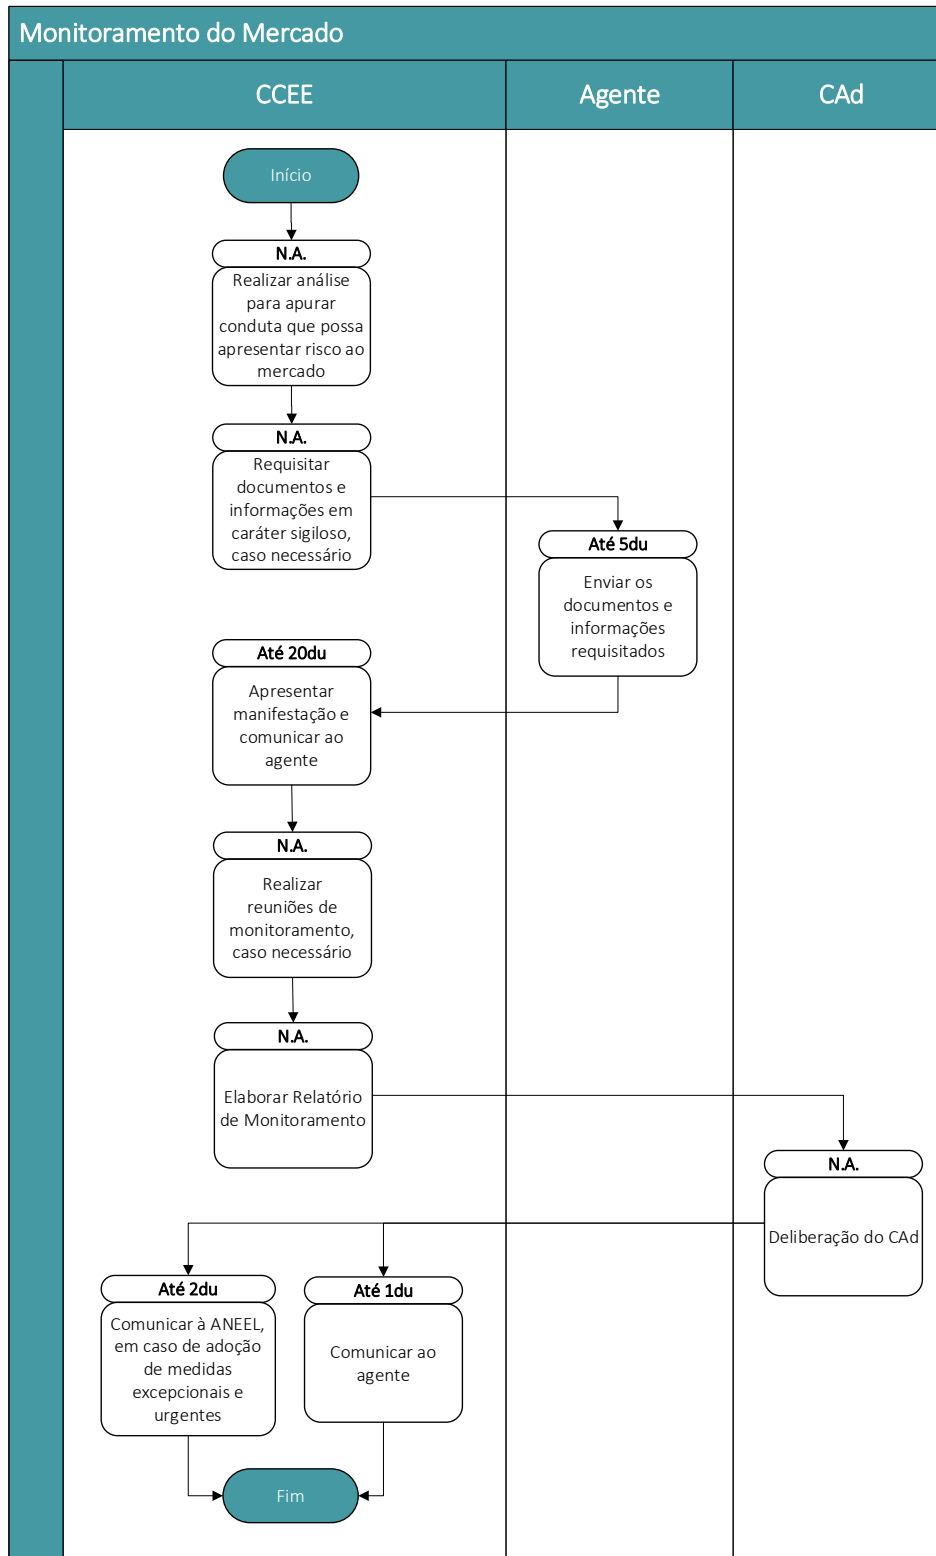 Monitoramento do Mercado
CCEE
Agente
CAd
Início
N.A.
Realizar análise
para apurar
conduta que possa
apresentar risco ao
mercado
N.A.
Requisitar
documentos e
informações em
caráter sigiloso,
caso necessário
Até 5du
Enviar os
documentos e
informações
requisitados
Até 20du
Apresentar
manifestação e
comunicar ao
agente
N.A.
Realizar
reuniões de
monitoramento,
caso necessário
N.A.
Elaborar Relatório
de Monitoramento
N.A.
Deliberação do CAd
Até 2du
Comunicar à ANEEL,
em caso de adoção
de medidas
excepcionais e
urgentes
Até 1du
Comunicar ao
agente
Fim